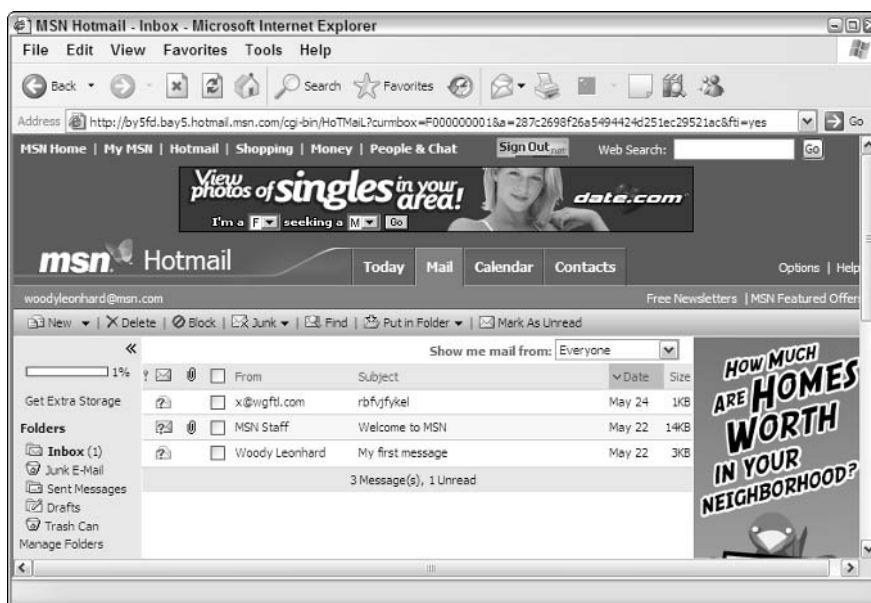 MSN Hotmail - Inbox - Microsoft Internet Explorer
File Edit View Favorites Tools Help
Back Search Favorites
Address http://by5fd.bay5.hotmail.msn.com/cgi-bin/HoTMaiL?curmbox=F000000001&a=287c2698f26a5494424d251ec29521ac&fti=yes Go
MSN Home | My MSN | Hotmail | Shopping | Money | People & Chat Sign Out.net Web Search: Go
View photos of singles in your area!
I'm a F seeking a M Go
date.com
msn Hotmail Today Mail Calendar Contacts Options | Help
woodyleonhard@msn.com Free Newsletters | MSN Featured Offers
New | Delete | Block | Junk | Find | Put in Folder | Mark As Unread
Show me mail from: Everyone
1%
From Subject Date Size
Get Extra Storage
x@wgftl.com rbfvjfykel May 24 1KB
MSN Staff Welcome to MSN May 22 14KB
Woody Leonhard My first message May 22 3KB
3 Message(s), 1 Unread
Folders
Inbox (1)
Junk E-Mail
Sent Messages
Drafts
Trash Can
Manage Folders
HOW MUCH
ARE HOMES
WORTH
IN YOUR
NEIGHBORHOOD?